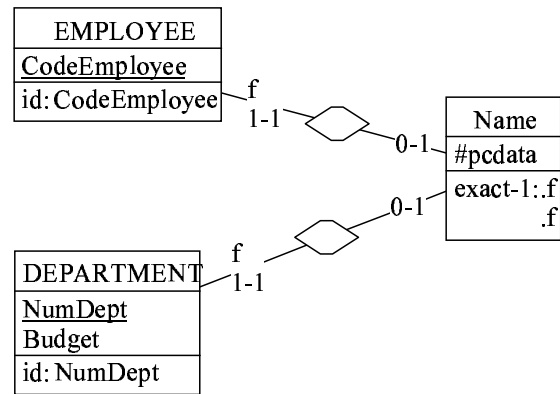 EMPLOYEE
CodeEmployee
id: CodeEmployee
f
1-1
0-1
Name
#pcdata
exact-1:.f
.f
0-1
f
1-1
DEPARTMENT
NumDept
Budget
id: NumDept